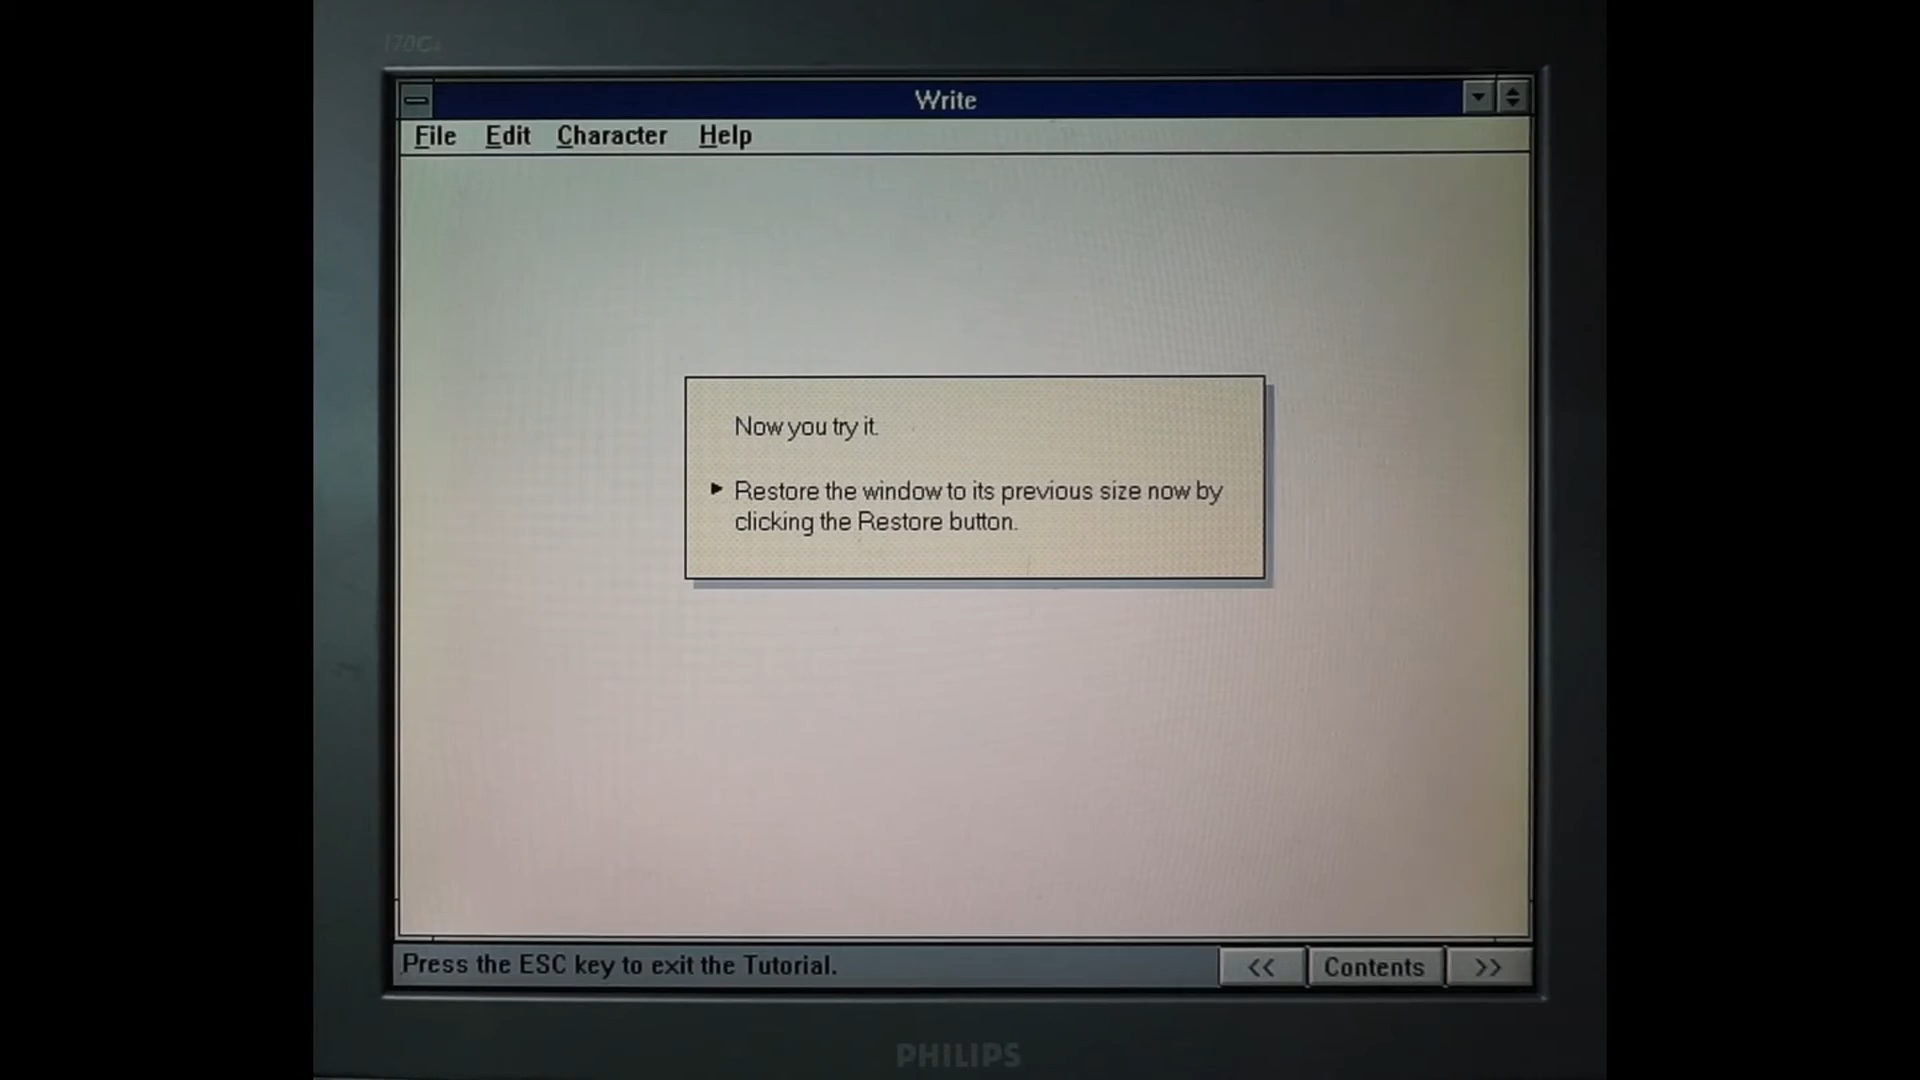 170C4
Write
File Edit Character Help
Now you try it.
Restore the window to its previous size now by
clicking the Restore button.
Press the ESC key to exit the Tutorial.
<< Contents >>
PHILIPS